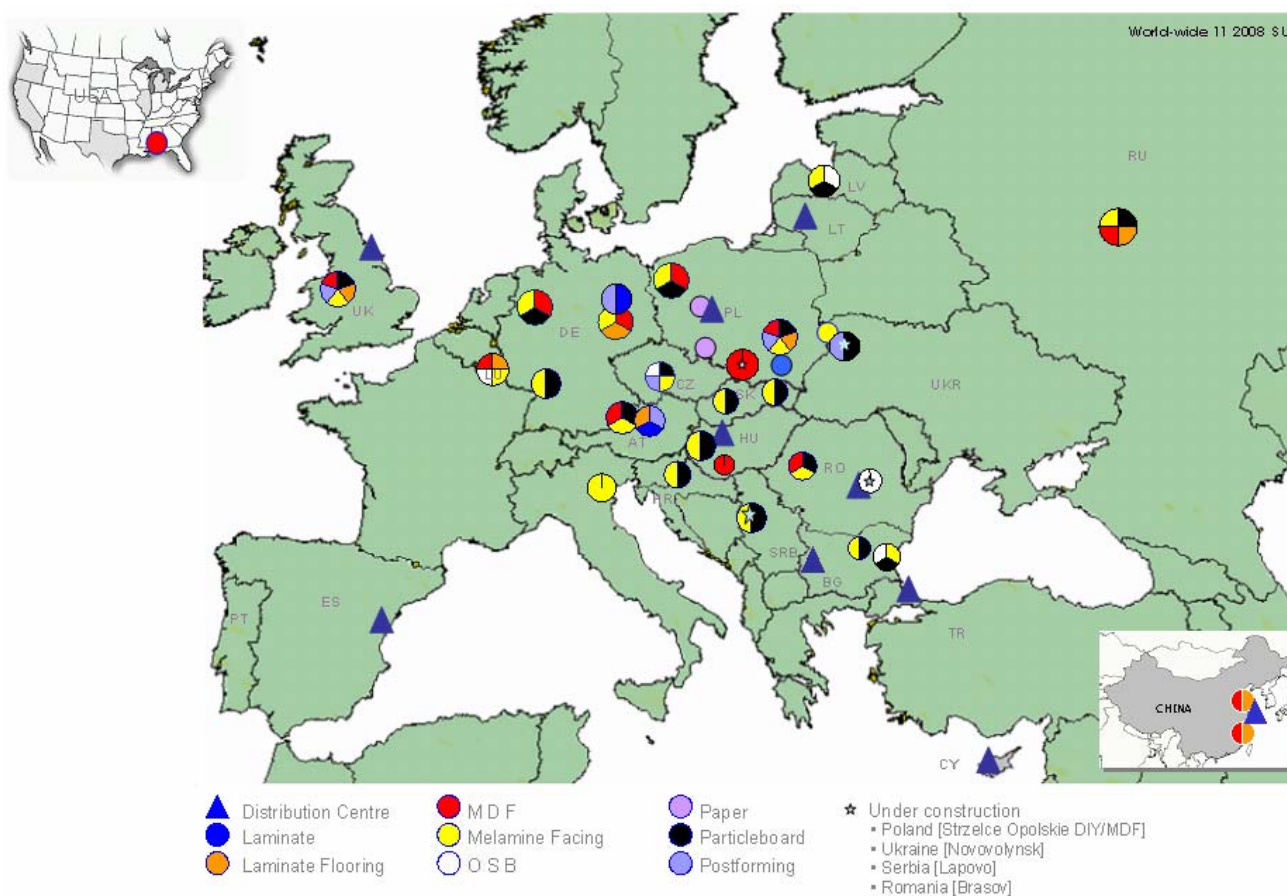 World-wide 11 2008 SU
USA
RU
LV
LT
UK
DE
PL
LU
CZ
UKR
SK
AT
HU
RO
HR
SRB
BG
ES
PT
TR
CHINA
CY
Distribution Centre
Laminate
Laminate Flooring
M D F
Melamine Facing
O S B
Paper
Particleboard
Postforming
Under construction
▪ Poland [Strzelce Opolskie DIY/MDF]
▪ Ukraine [Novovolynsk]
▪ Serbia [Lapovo]
▪ Romania [Brasov]